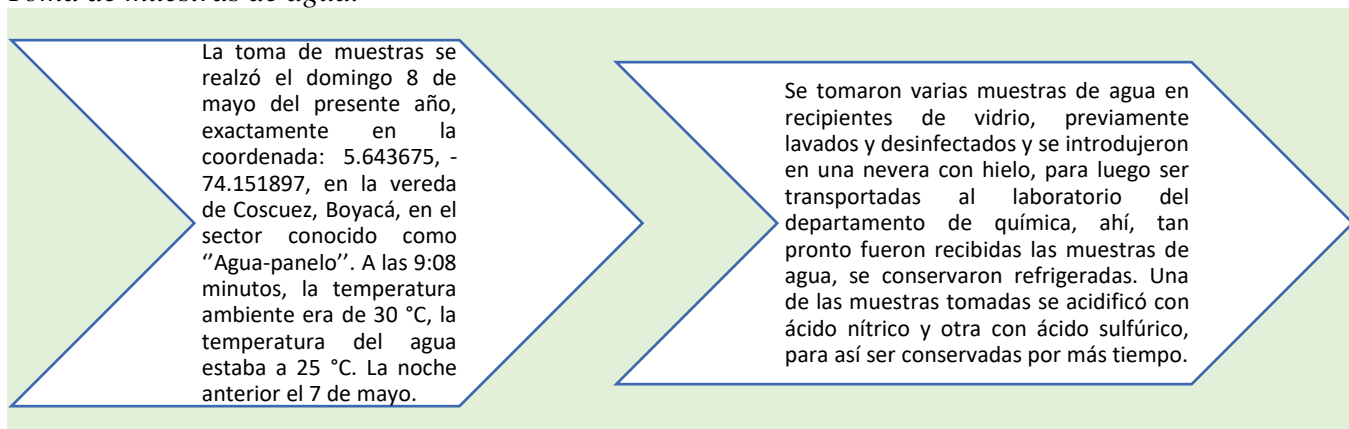 Toma de muestras de agua.
La toma de muestras se
realzó el domingo 8 de
mayo del presente año,
exactamente en la
coordenada: 5.643675, -
74.151897, en la vereda
de Coscuez, Boyacá, en el
sector conocido como
‘’Agua-panelo’’. A las 9:08
minutos, la temperatura
ambiente era de 30 °C, la
temperatura del agua
estaba a 25 °C. La noche
anterior el 7 de mayo.
Se tomaron varias muestras de agua en
recipientes de vidrio, previamente
lavados y desinfectados y se introdujeron
en una nevera con hielo, para luego ser
transportadas al laboratorio del
departamento de química, ahí, tan
pronto fueron recibidas las muestras de
agua, se conservaron refrigeradas. Una
de las muestras tomadas se acidificó con
ácido nítrico y otra con ácido sulfúrico,
para así ser conservadas por más tiempo.